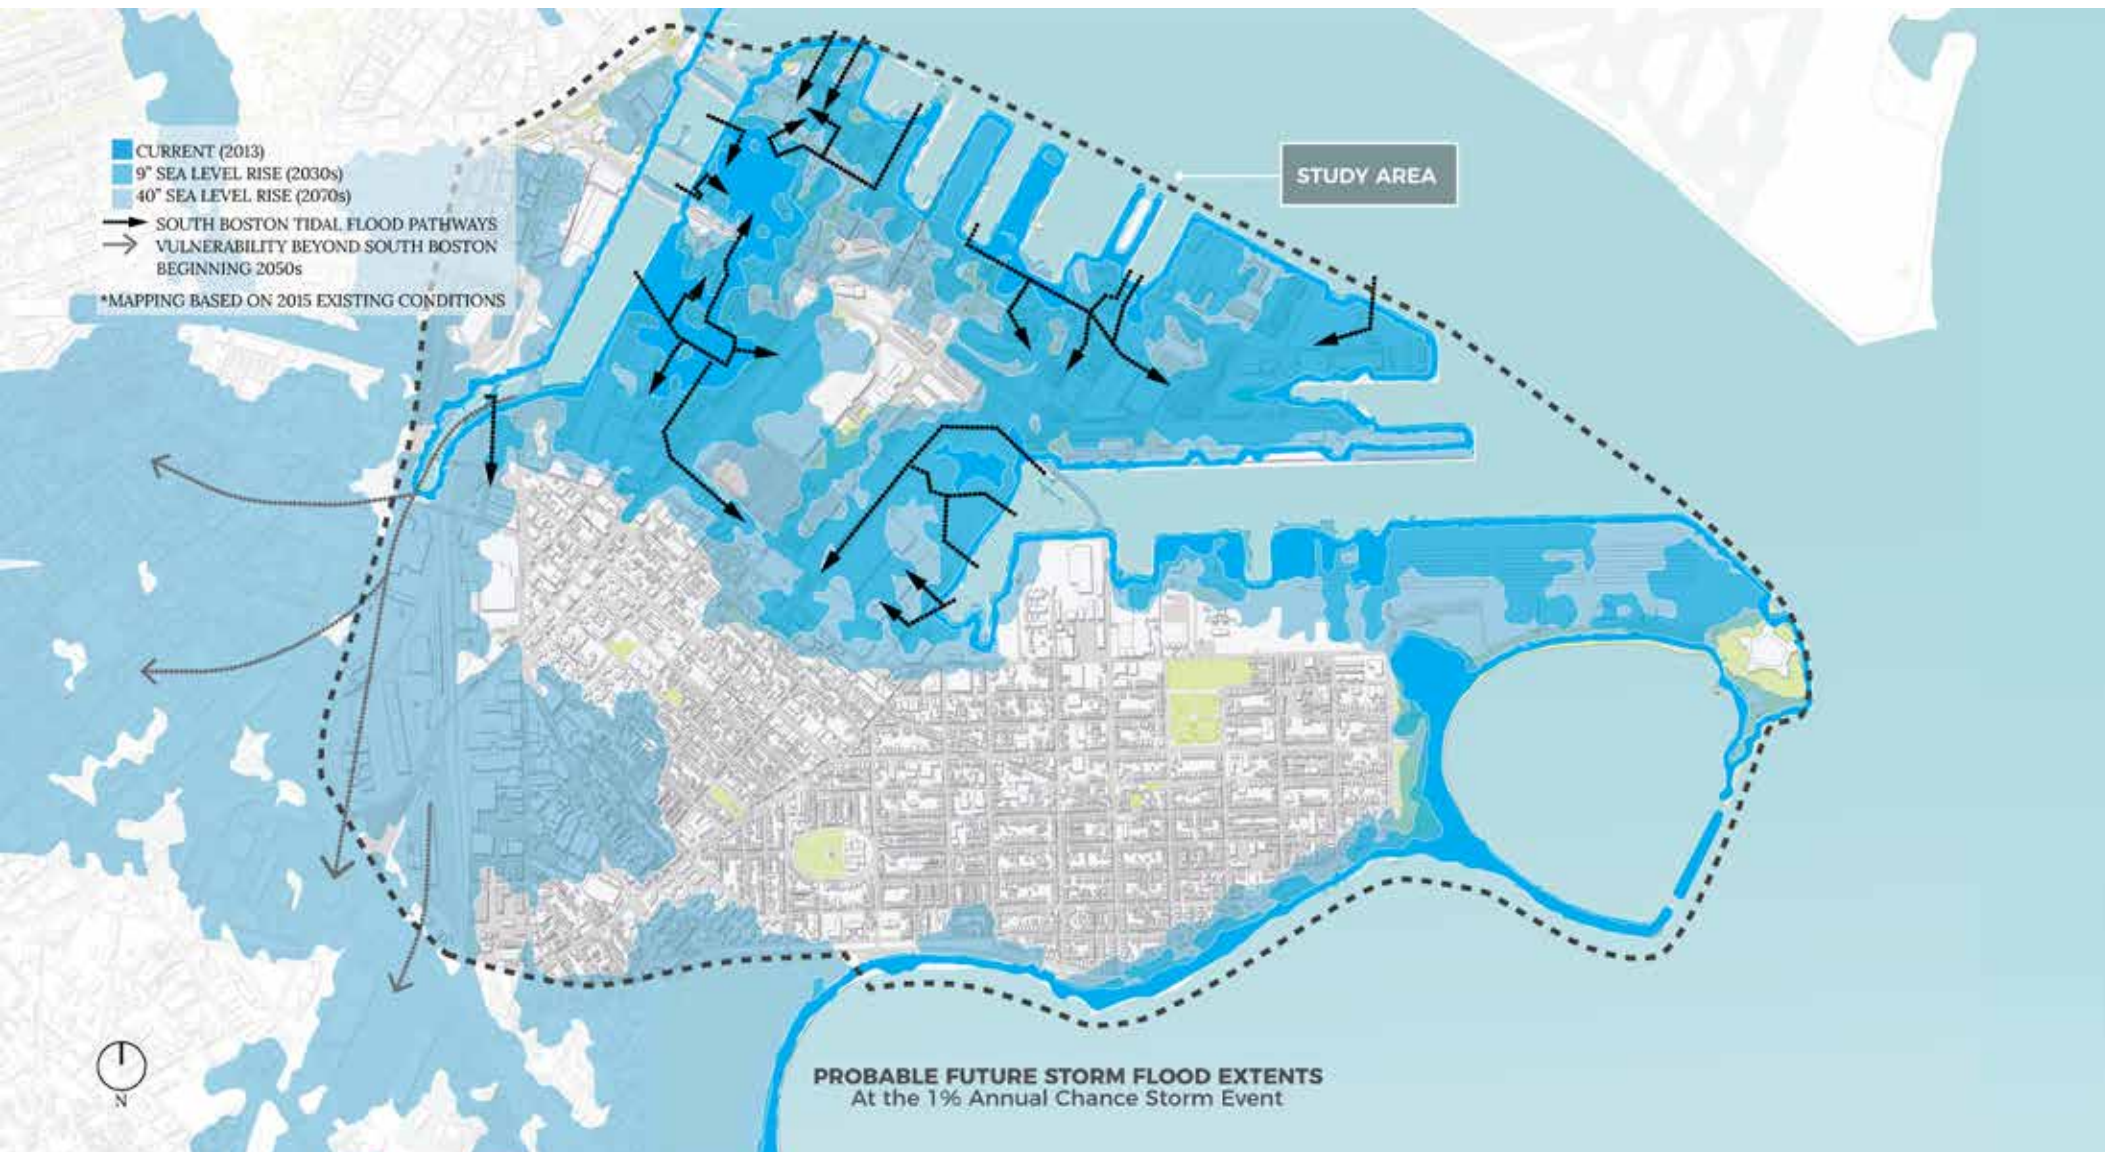 CURRENT (2013)
9" SEA LEVEL RISE (2030s)
40" SEA LEVEL RISE (2070s)
SOUTH BOSTON TIDAL FLOOD PATHWAYS
VULNERABILITY BEYOND SOUTH BOSTON
BEGINNING 2050s
*MAPPING BASED ON 2015 EXISTING CONDITIONS
STUDY AREA
N
PROBABLE FUTURE STORM FLOOD EXTENTS
At the 1% Annual Chance Storm Event